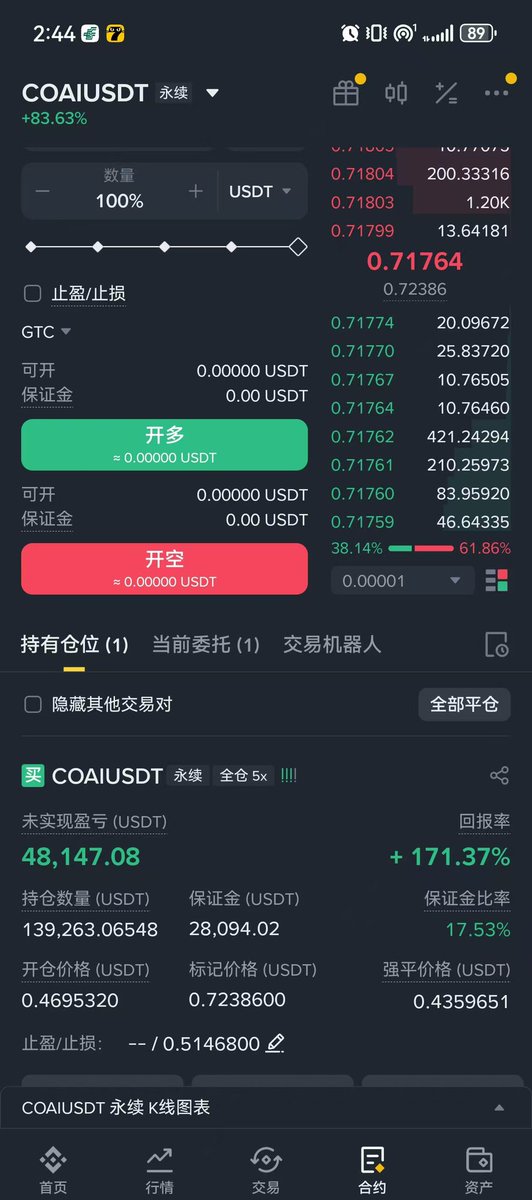 2:44
89
COAIUSDT 永续
+83.63%
数量
100%
USDT
止盈/止损
GTC
可开 0.00000 USDT
保证金 0.00 USDT
开多
≈ 0.00000 USDT
可开 0.00000 USDT
保证金 0.00 USDT
开空
≈ 0.00000 USDT
0.71804 200.33316
0.71803 1.20K
0.71799 13.64181
0.71764
0.72386
0.71774 20.09672
0.71770 25.83720
0.71767 10.76505
0.71764 10.76460
0.71762 421.24294
0.71761 210.25973
0.71760 83.95920
0.71759 46.64335
38.14% 61.86%
0.00001
持有仓位 (1) 当前委托 (1) 交易机器人
隐藏其他交易对 全部平仓
买 COAIUSDT 永续 全仓 5x !!!!
未实现盈亏 (USDT) 回报率
48,147.08 + 171.37%
持仓数量 (USDT) 保证金 (USDT) 保证金比率
139,263.06548 28,094.02 17.53%
开仓价格 (USDT) 标记价格 (USDT) 强平价格 (USDT)
0.4695320 0.7238600 0.4359651
止盈/止损: -- / 0.5146800
COAIUSDT 永续 K线图表
首页 行情 交易 合约 资产